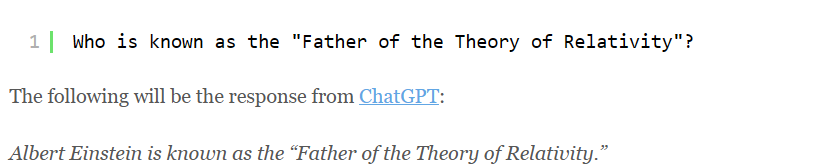 1 Who is known as the "Father of the Theory of Relativity"?
The following will be the response from ChatGPT:
Albert Einstein is known as the “Father of the Theory of Relativity.”